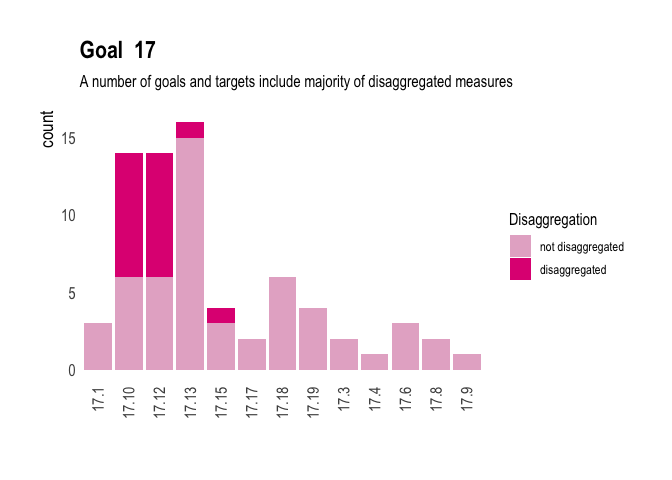 Goal  17
A number of goals and targets include majority of disaggregated measures
count
15
10
5
0
17.1
17.10
17.12
17.13
17.15
17.17
17.18
17.19
17.3
17.4
17.6
17.8
17.9
Disaggregation
not disaggregated
disaggregated